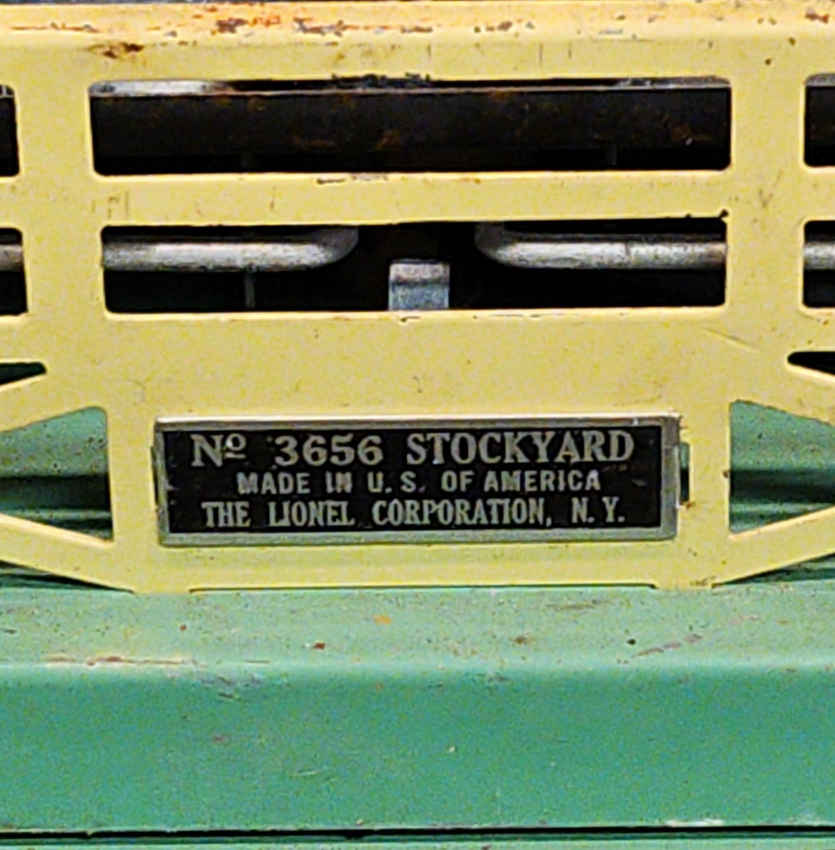 Nº 3656 STOCKYARD
MADE IN U. S. OF AMERICA
THE LIONEL CORPORATION, N. Y.